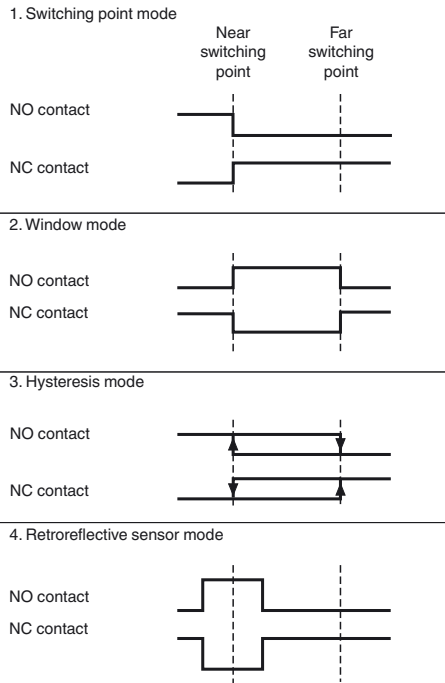 1. Switching point mode
Near switching point
Far switching point
NO contact
NC contact
2. Window mode
NO contact
NC contact
3. Hysteresis mode
NO contact
NC contact
4. Retroreflective sensor mode
NO contact
NC contact